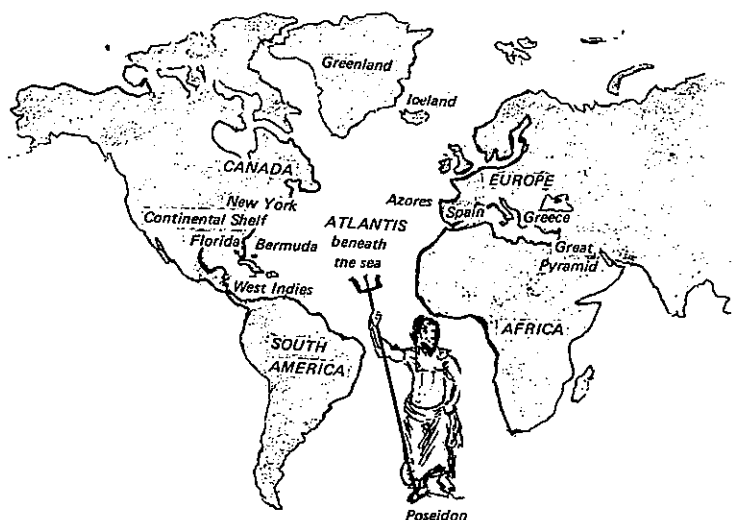 Greenland
Iceland
CANADA
EUROPE
New York
Azores
Spain
Greece
Continental Shelf
ATLANTIS
beneath
the sea
Florida
Bermuda
Great
Pyramid
West Indies
AFRICA
SOUTH
AMERICA
Poseidon